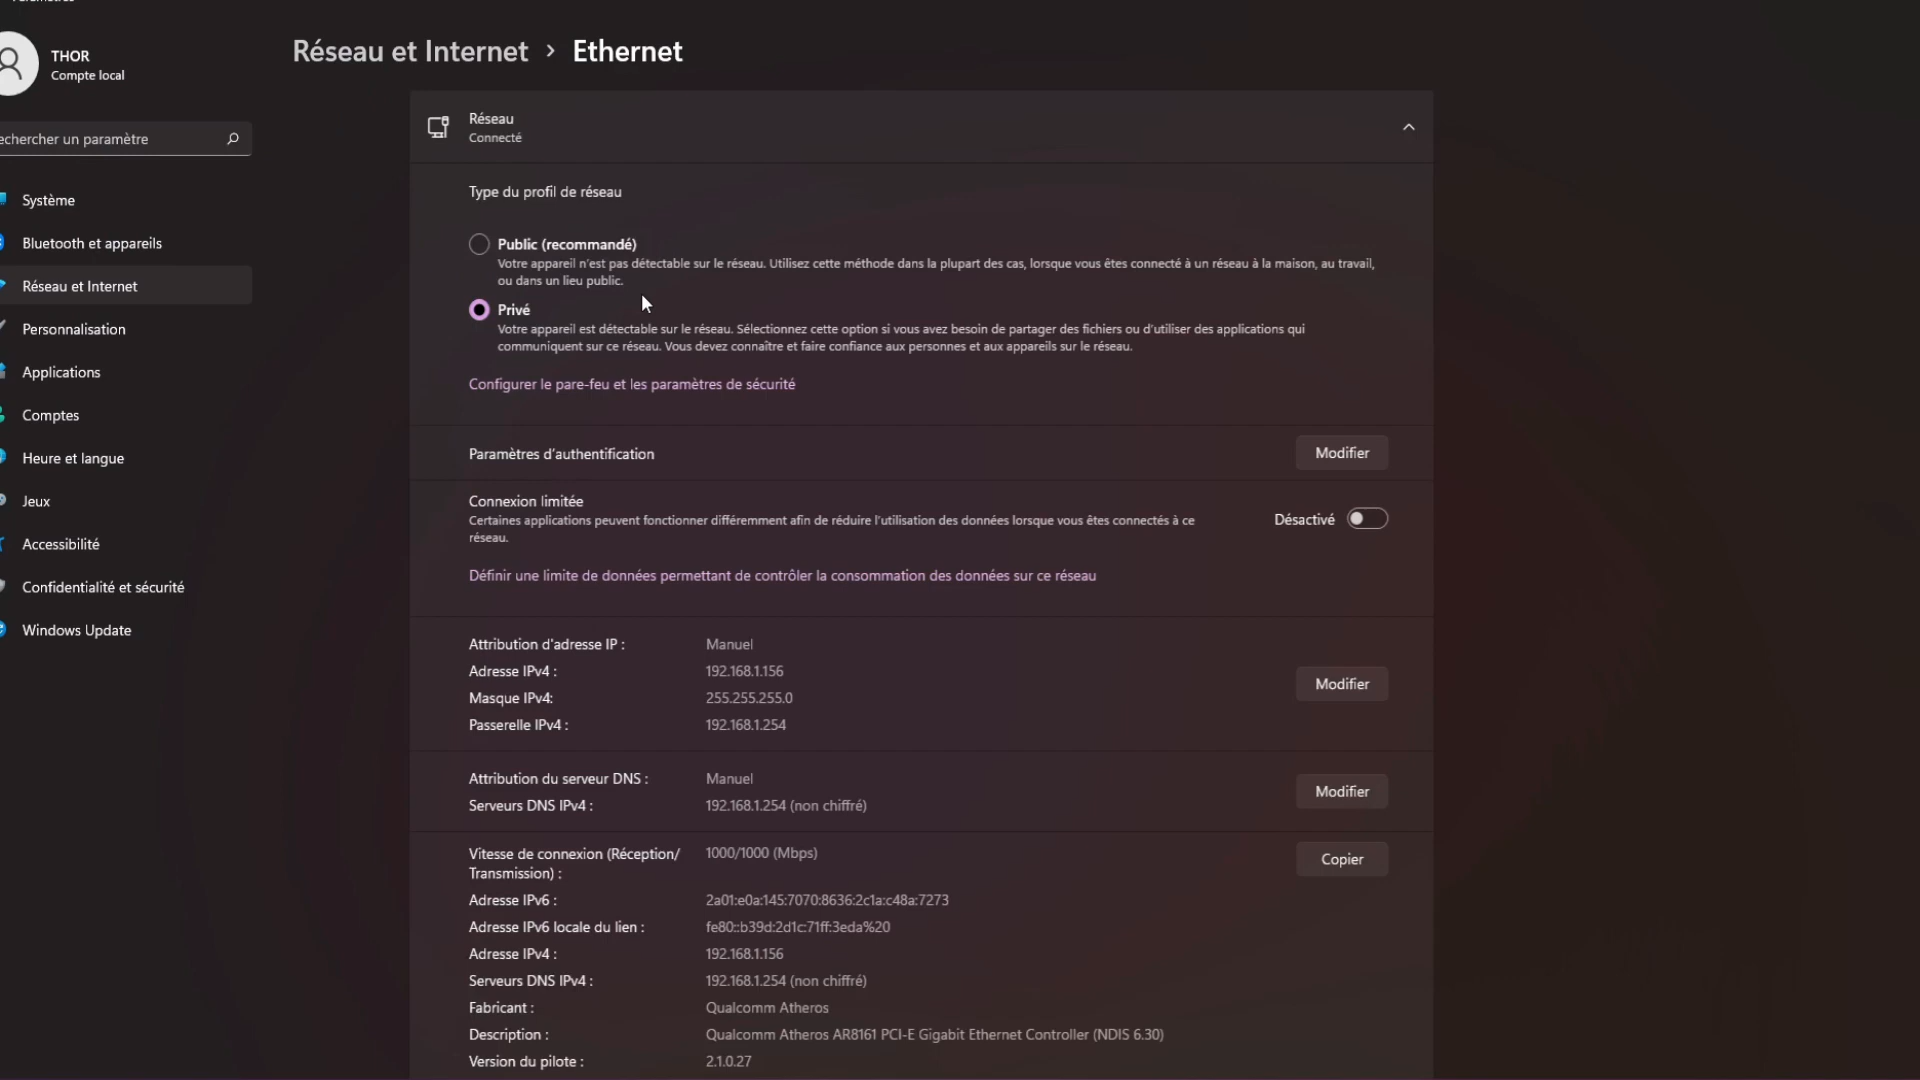 THOR
Compte local
Réseau et Internet › Ethernet
echercher un paramètre
Système
Bluetooth et appareils
Réseau et Internet
Personnalisation
Applications
Comptes
Heure et langue
Jeux
Accessibilité
Confidentialité et sécurité
Windows Update
Réseau
Connecté
Type du profil de réseau
Public (recommandé)
Votre appareil n'est pas détectable sur le réseau. Utilisez cette méthode dans la plupart des cas, lorsque vous êtes connecté à un réseau à la maison, au travail,
ou dans un lieu public.
Privé
Votre appareil est détectable sur le réseau. Sélectionnez cette option si vous avez besoin de partager des fichiers ou d'utiliser des applications qui
communiquent sur ce réseau. Vous devez connaître et faire confiance aux personnes et aux appareils sur le réseau.
Configurer le pare-feu et les paramètres de sécurité
Paramètres d'authentification
Modifier
Connexion limitée
Certaines applications peuvent fonctionner différemment afin de réduire l'utilisation des données lorsque vous êtes connectés à ce
réseau.
Désactivé
Définir une limite de données permettant de contrôler la consommation des données sur ce réseau
Attribution d'adresse IP : Manuel
Adresse IPv4 : 192.168.1.156
Masque IPv4: 255.255.255.0
Passerelle IPv4 : 192.168.1.254
Modifier
Attribution du serveur DNS : Manuel
Serveurs DNS IPv4 : 192.168.1.254 (non chiffré)
Modifier
Vitesse de connexion (Réception/ 1000/1000 (Mbps)
Transmission) :
Copier
Adresse IPv6 : 2a01:e0a:145:7070:8636:2c1a:c48a:7273
Adresse IPv6 locale du lien : fe80::b39d:2d1c:71ff:3eda%20
Adresse IPv4 : 192.168.1.156
Serveurs DNS IPv4 : 192.168.1.254 (non chiffré)
Fabricant : Qualcomm Atheros
Description : Qualcomm Atheros AR8161 PCI-E Gigabit Ethernet Controller (NDIS 6.30)
Version du pilote : 2.1.0.27